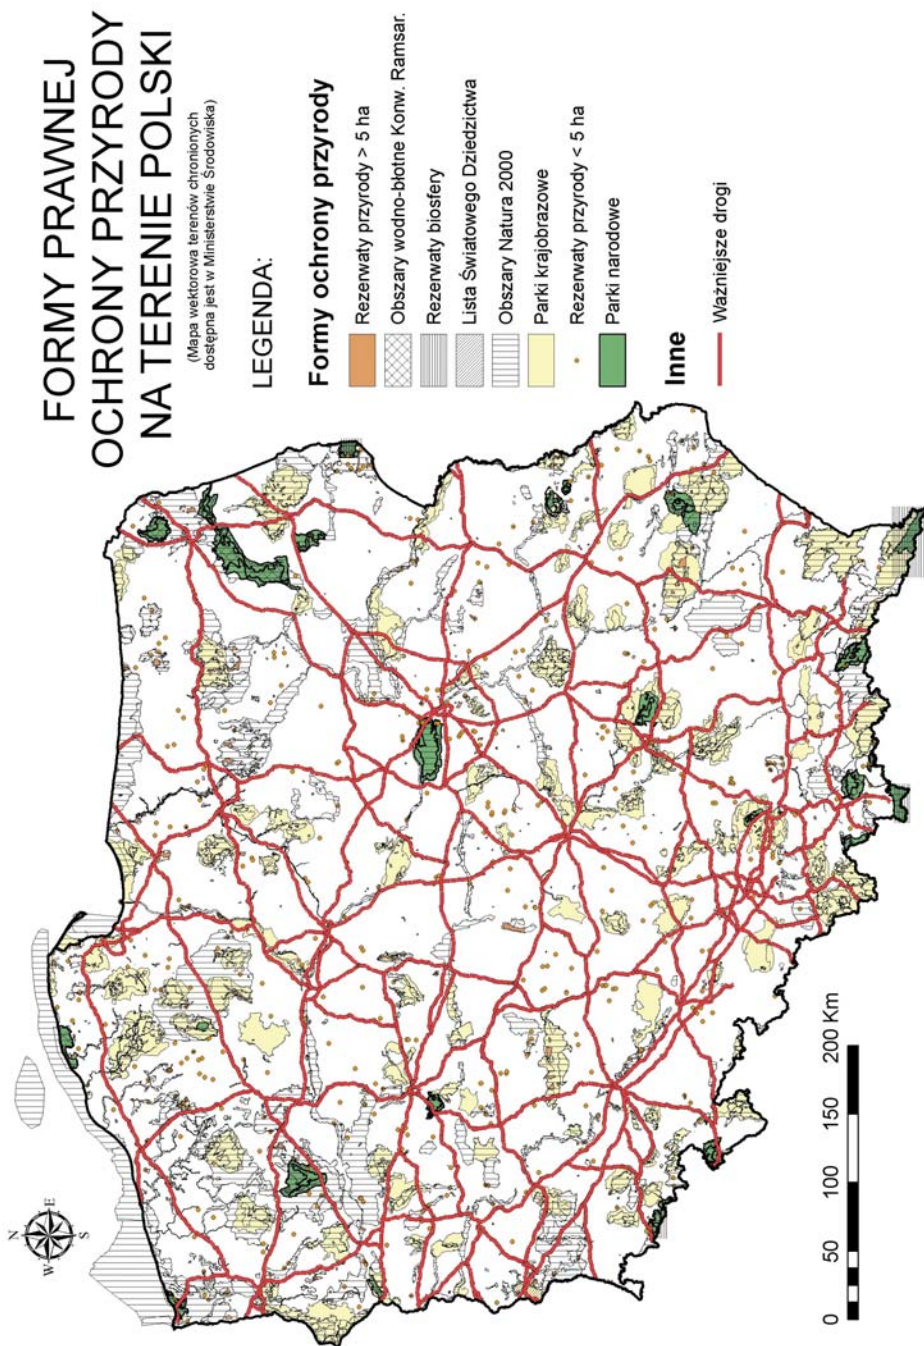 FORMY PRAWNEJ
OCHRONY PRZYRODY
NA TERENIE POLSKI
(Mapa wektorowa terenów chronionych
dostępna jest w Ministerstwie Środowiska)
LEGENDA:
Formy ochrony przyrody
Rezerwaty przyrody > 5 ha
Obszary wodno-błotne Konw. Ramsar.
Rezerwaty biosfery
Lista Światowego Dziedzictwa
Obszary Natura 2000
Parki krajobrazowe
Rezerwaty przyrody < 5 ha
Parki narodowe
Inne
Ważniejsze drogi
N
W E
S
0 50 100 150 200 Km